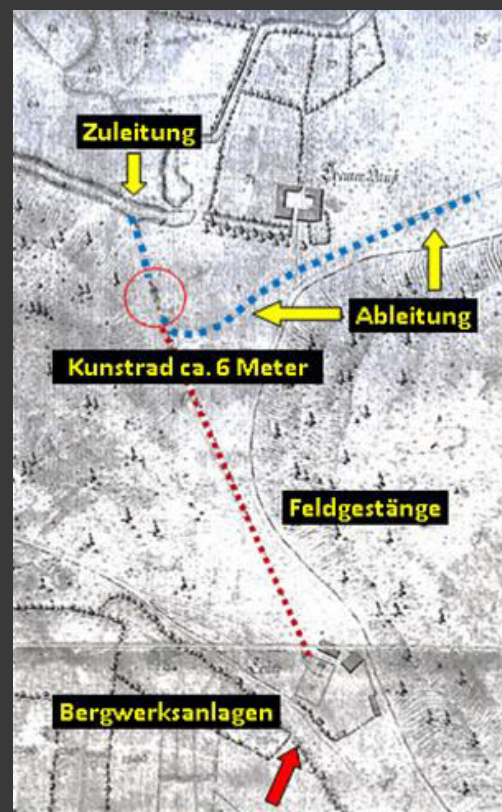 Zuleitung
Ableitung
Kunstrad ca. 6 Meter
Feldgestänge
Bergwerksanlagen